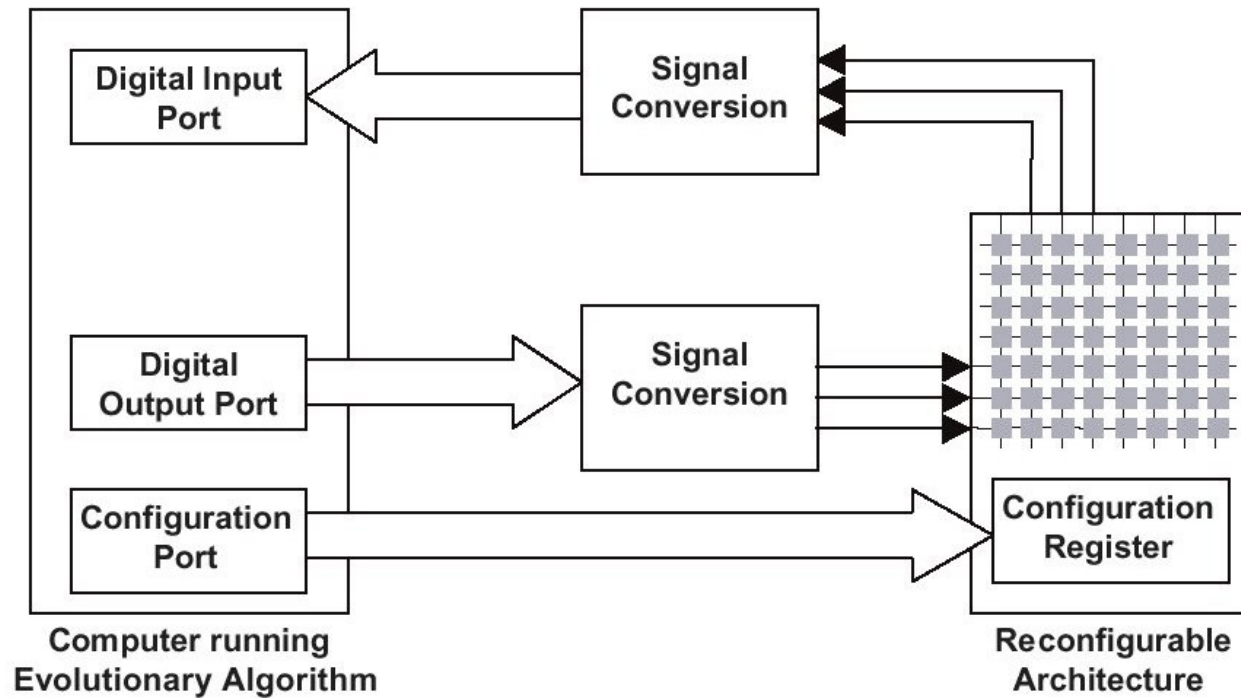 Digital Input
Port
Signal
Conversion
Digital
Output Port
Signal
Conversion
Configuration
Port
Configuration
Register
Computer running
Evolutionary Algorithm
Reconfigurable
Architecture